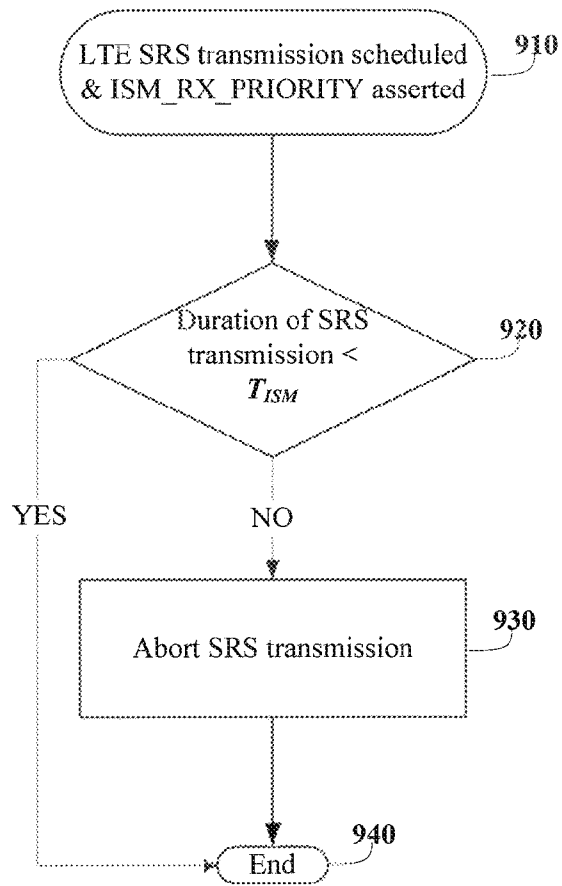 LTE SRS transmission scheduled
& ISM_RX_PRIORITY asserted
910
Duration of SRS
transmission <
T_ISM
920
YES
NO
Abort SRS transmission
930
End
940